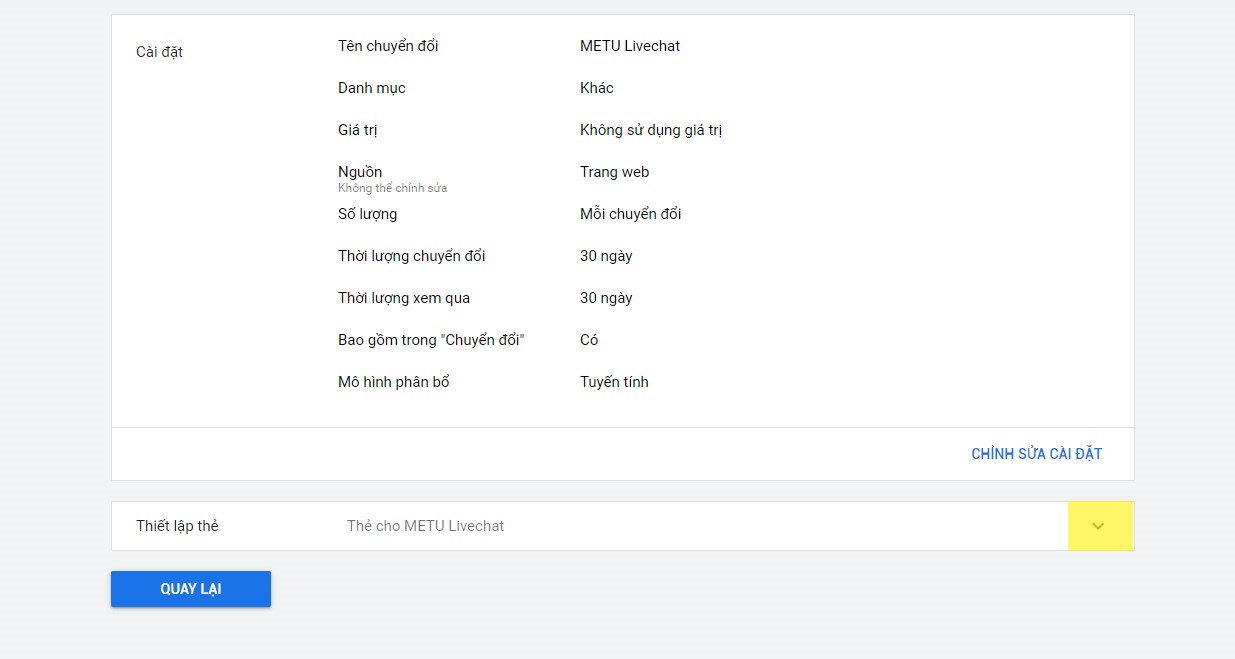 Cài đặt
Tên chuyển đổi METU Livechat
Danh mục Khác
Giá trị Không sử dụng giá trị
Nguồn Trang web
Không thể chỉnh sửa
Số lượng Mỗi chuyển đổi
Thời lượng chuyển đổi 30 ngày
Thời lượng xem qua 30 ngày
Bao gồm trong "Chuyển đổi" Có
Mô hình phân bổ Tuyến tính
CHỈNH SỬA CÀI ĐẶT
Thiết lập thẻ Thẻ cho METU Livechat
QUAY LẠI